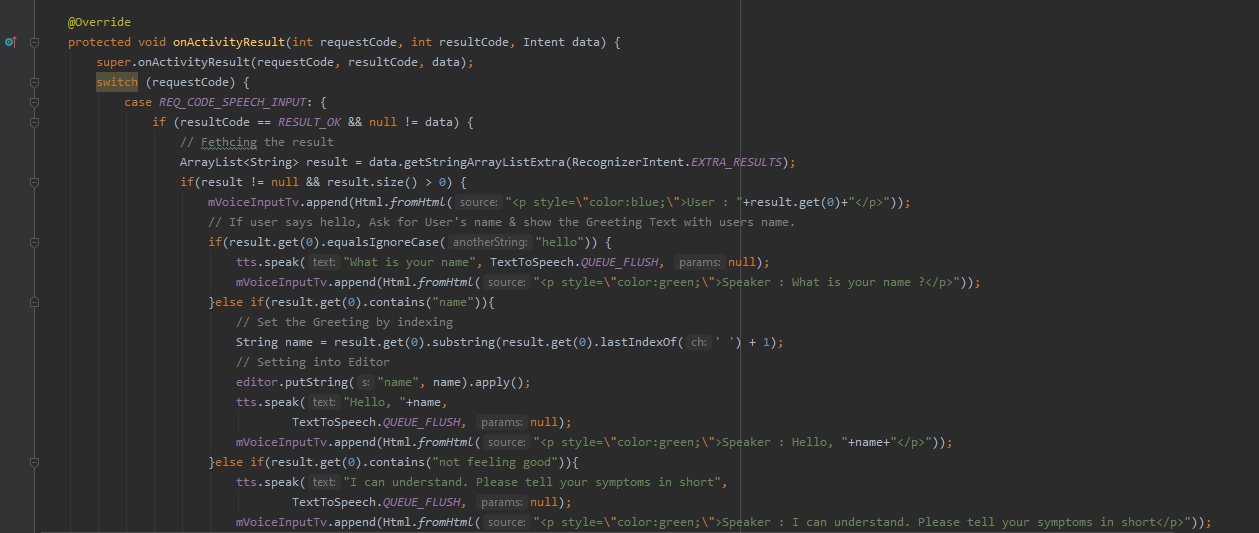 @Override
protected void onActivityResult(int requestCode, int resultCode, Intent data) {
super.onActivityResult(requestCode, resultCode, data);
switch (requestCode) {
case REQ_CODE_SPEECH_INPUT: {
if (resultCode == RESULT_OK && null != data) {
// Fethcing the result
ArrayList<String> result = data.getStringArrayListExtra(RecognizerIntent.EXTRA_RESULTS);
if(result != null && result.size() > 0) {
mVoiceInputTv.append(Html.fromHtml( source: "<p style=\"color:blue;\">User : "+result.get(0)+"</p>"));
// If user says hello, Ask for User's name & show the Greeting Text with users name.
if(result.get(0).equalsIgnoreCase( anotherString: "hello")) {
tts.speak( text: "What is your name", TextToSpeech.QUEUE_FLUSH, params: null);
mVoiceInputTv.append(Html.fromHtml( source: "<p style=\"color:green;\">Speaker : What is your name ?</p>"));
}else if(result.get(0).contains("name")){
// Set the Greeting by indexing
String name = result.get(0).substring(result.get(0).lastIndexOf( ch: ' ') + 1);
// Setting into Editor
editor.putString( s: "name", name).apply();
tts.speak( text: "Hello, "+name,
TextToSpeech.QUEUE_FLUSH, params: null);
mVoiceInputTv.append(Html.fromHtml( source: "<p style=\"color:green;\">Speaker : Hello, "+name+"</p>"));
}else if(result.get(0).contains("not feeling good")){
tts.speak( text: "I can understand. Please tell your symptoms in short",
TextToSpeech.QUEUE_FLUSH, params: null);
mVoiceInputTv.append(Html.fromHtml( source: "<p style=\"color:green;\">Speaker : I can understand. Please tell your symptoms in short</p>"));